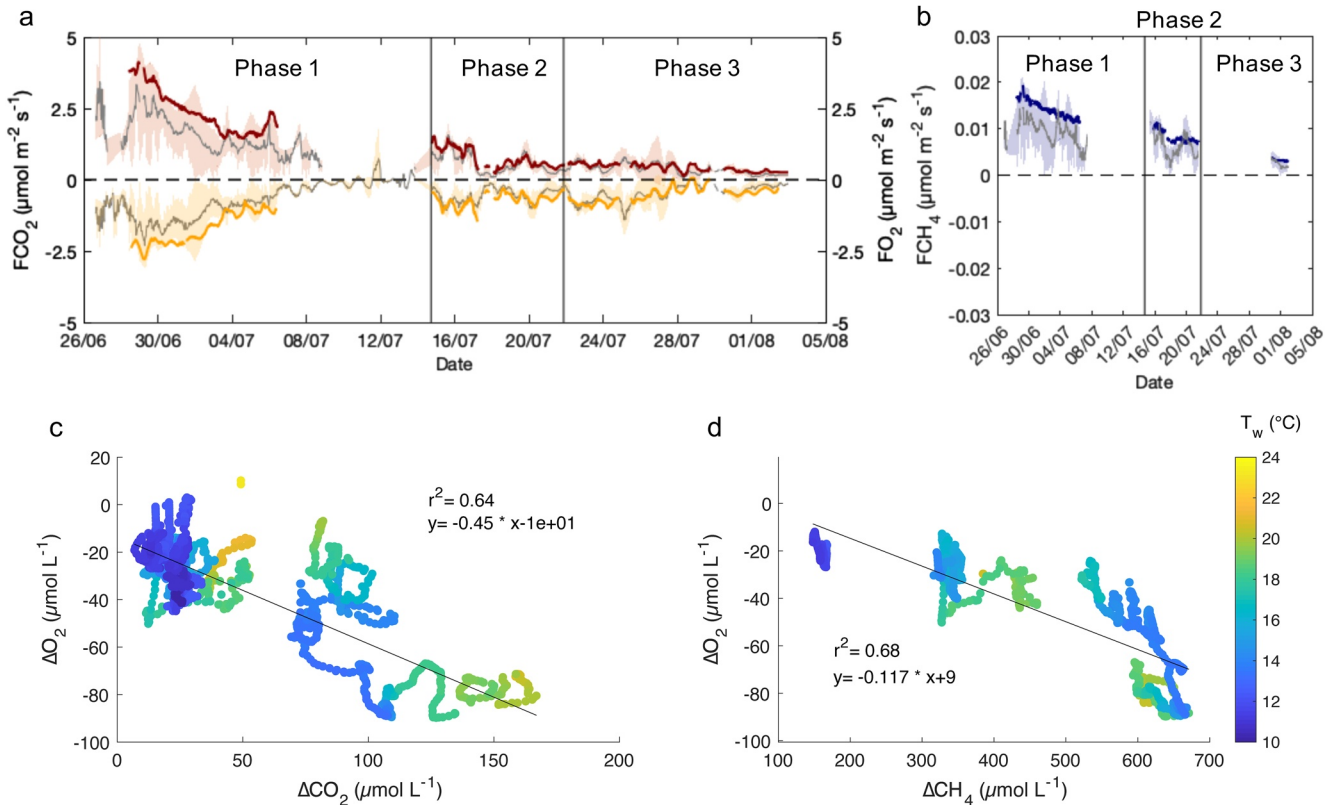 a
5
2.5
0
-2.5
-5
FCO2 (µmol m-2 s-1)
Phase 1
Phase 2
Phase 3
5
2.5
0
-2.5
-5
FO2 (µmol m-2 s-1)
26/06 30/06 04/07 08/07 12/07 16/07 20/07 24/07 28/07 01/08 05/08
Date
b
Phase 2
Phase 1
Phase 3
0.03
0.02
0.01
0
-0.01
-0.02
-0.03
FCH4 (µmol m-2 s-1)
26/06 30/06 04/07 08/07 12/07 16/07 20/07 24/07 28/07 01/08 05/08
Date
c
20
0
-20
-40
-60
-80
-100
ΔO2 (µmol L-1)
r2= 0.64
y= -0.45 * x-1e+01
0 50 100 150 200
ΔCO2 (µmol L-1)
d
0
-20
-40
-60
-80
-100
ΔO2 (µmol L-1)
r2= 0.68
y= -0.117 * x+9
100 200 300 400 500 600 700
ΔCH4 (µmol L-1)
Tw (°C)
24
22
20
18
16
14
12
10